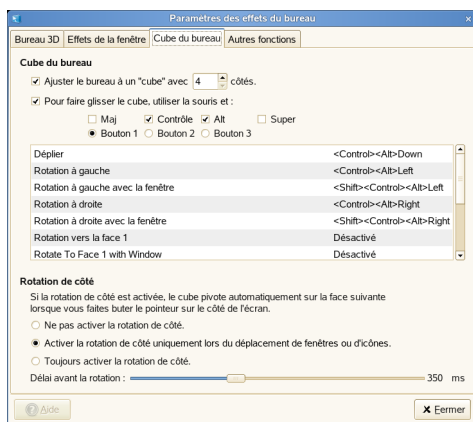 Paramètres des effets du bureau
Bureau 3D Effets de la fenêtre Cube du bureau Autres fonctions
Cube du bureau
Ajuster le bureau à un "cube" avec 4 côtés.
Pour faire glisser le cube, utiliser la souris et :
Maj Contrôle Alt Super
Bouton 1 Bouton 2 Bouton 3
Déplier <Control><Alt>Down
Rotation à gauche <Control><Alt>Left
Rotation à gauche avec la fenêtre <Shift><Control><Alt>Left
Rotation à droite <Control><Alt>Right
Rotation à droite avec la fenêtre <Shift><Control><Alt>Right
Rotation vers la face 1 Désactivé
Rotate To Face 1 with Window Désactivé
Rotation de côté
Si la rotation de côté est activée, le cube pivote automatiquement sur la face suivante
lorsque vous faites buter le pointeur sur le côté de l'écran.
Ne pas activer la rotation de côté.
Activer la rotation de côté uniquement lors du déplacement de fenêtres ou d'icônes.
Toujours activer la rotation de côté.
Délai avant la rotation : 350 ms
Aide Fermer